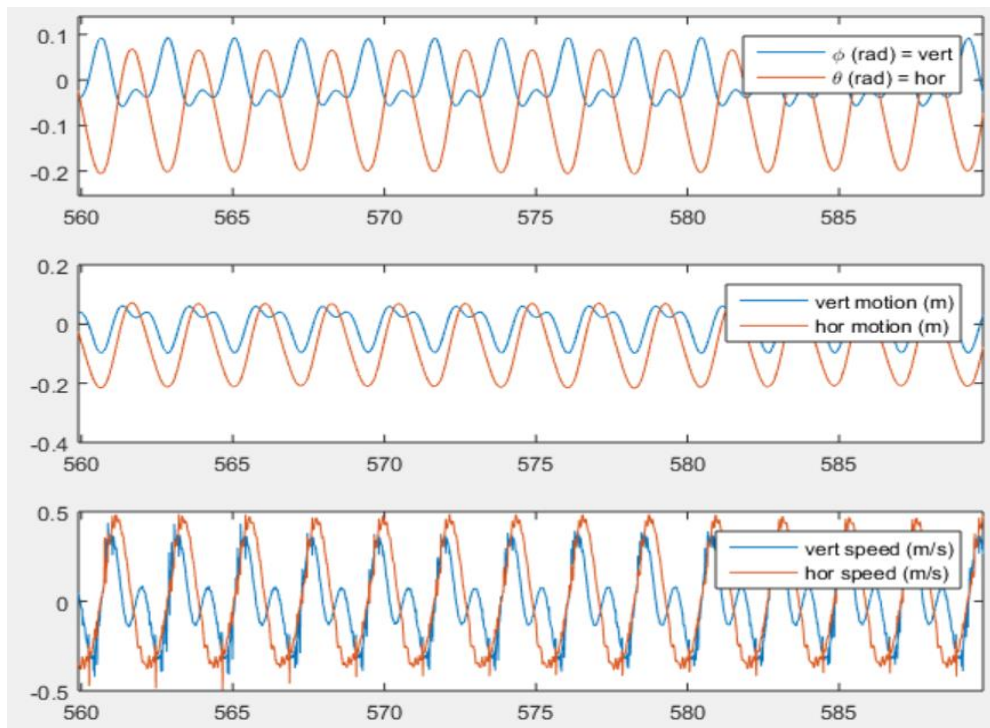 0.1
0
-0.1
-0.2
ϕ (rad) = vert
θ (rad) = hor
560 565 570 575 580 585
0.2
0
-0.2
-0.4
vert motion (m)
hor motion (m)
560 565 570 575 580 585
0.5
0
-0.5
vert speed (m/s)
hor speed (m/s)
560 565 570 575 580 585